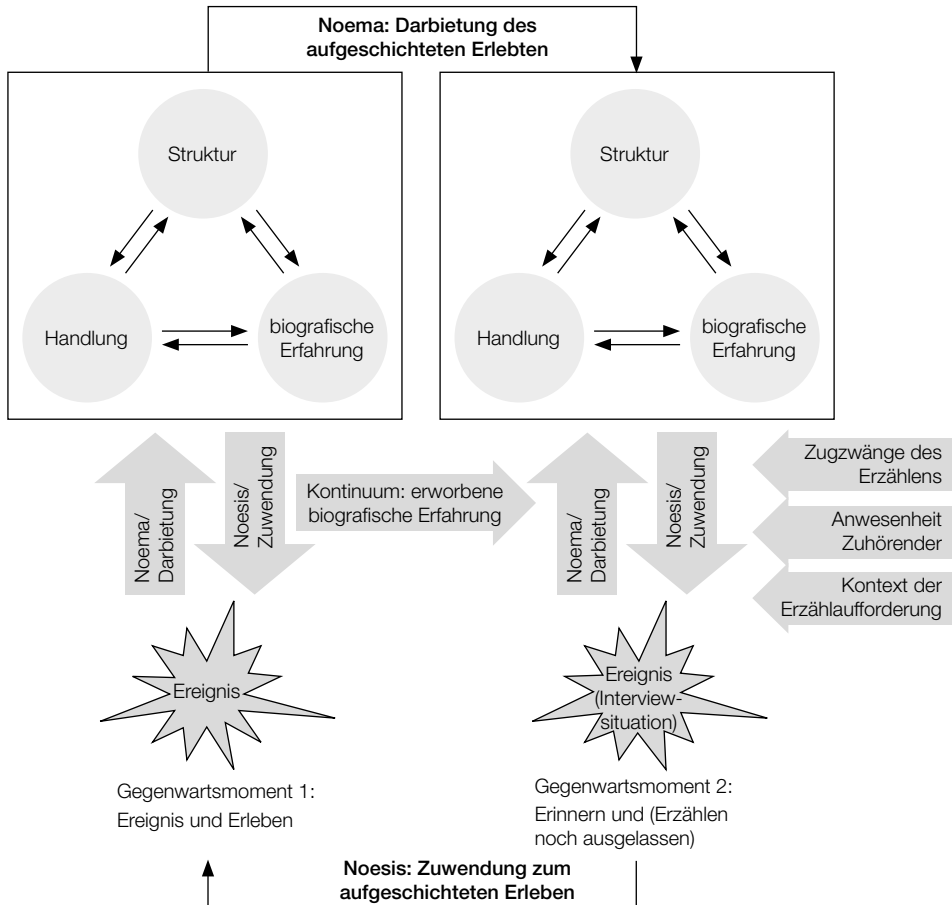 Noema: Darbietung des
aufgeschichteten Erlebten
Struktur
Handlung
biografische
Erfahrung
Struktur
Handlung
biografische
Erfahrung
Noema/
Darbietung
Noesis/
Zuwendung
Kontinuum: erworbene
biografische Erfahrung
Noema/
Darbietung
Noesis/
Zuwendung
Zugzwänge des
Erzählens
Anwesenheit
Zuhörender
Kontext der
Erzählaufforderung
Ereignis
Ereignis
(Interview-
situation)
Gegenwartsmoment 1:
Ereignis und Erleben
Gegenwartsmoment 2:
Erinnern und (Erzählen
noch ausgelassen)
Noesis: Zuwendung zum
aufgeschichteten Erleben